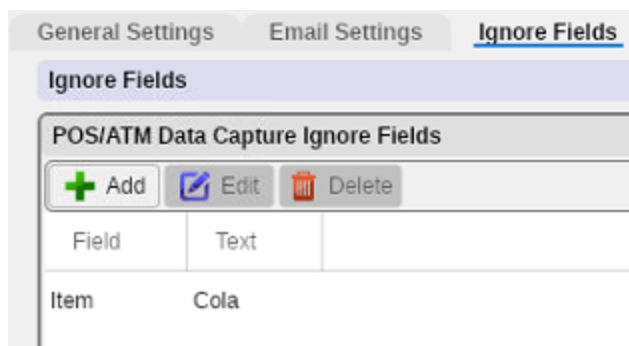 General Settings Email Settings Ignore Fields
Ignore Fields
POS/ATM Data Capture Ignore Fields
Add Edit Delete
Field Text
Item Cola